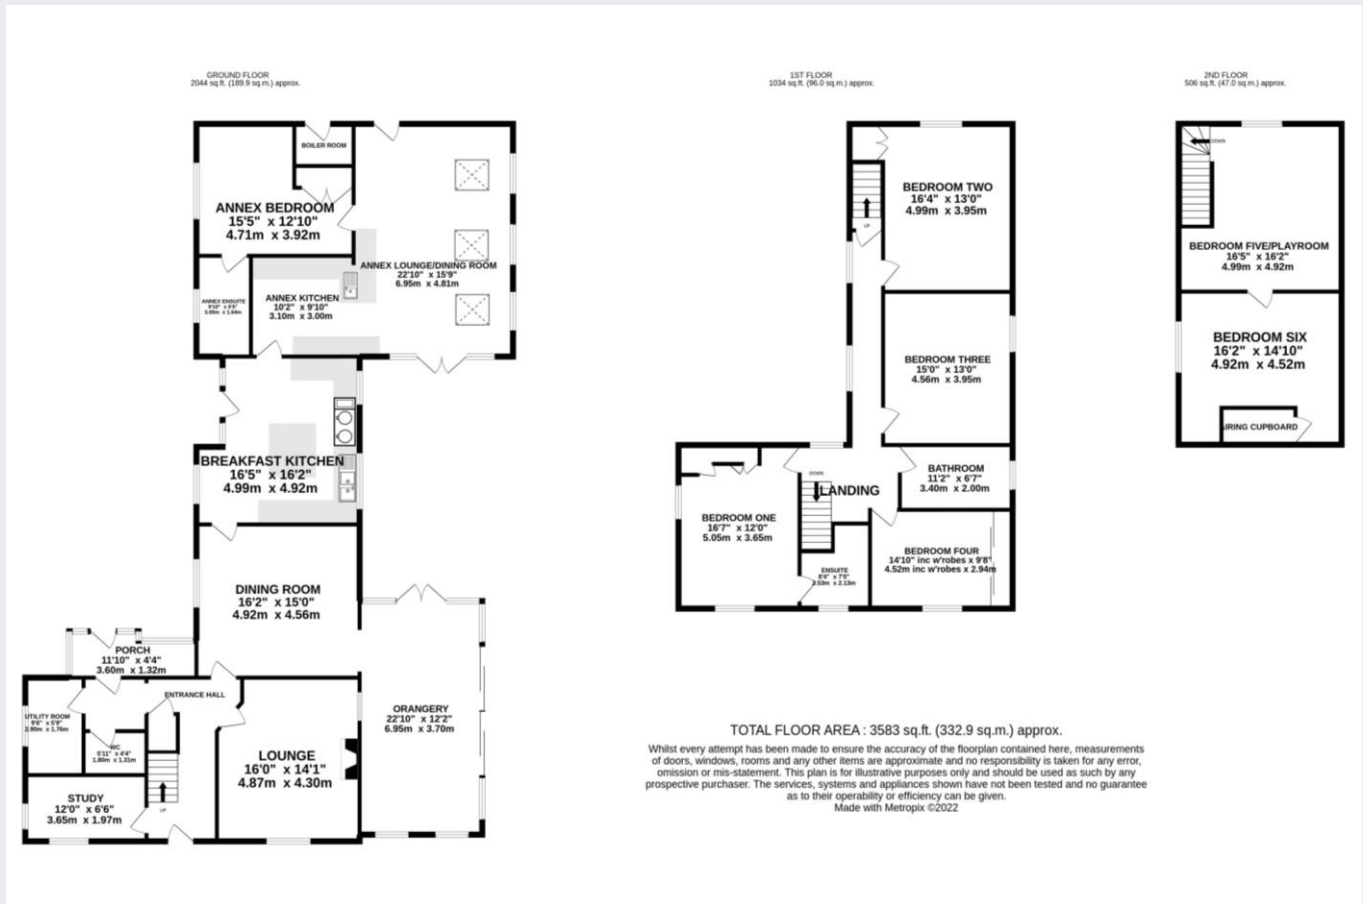 GROUND FLOOR
2044 sq.ft. (189.9 sq.m.) approx.
BOILER ROOM
ANNEX BEDROOM
15'5" x 12'10"
4.71m x 3.92m
ANNEX LOUNGE/DINING ROOM
22'10" x 15'9"
6.95m x 4.81m
ANNEX ENSUITE
ANNEX KITCHEN
10'2" x 9'10"
3.10m x 3.00m
BREAKFAST KITCHEN
16'5" x 16'2"
4.99m x 4.92m
DINING ROOM
16'2" x 15'0"
4.92m x 4.56m
PORCH
11'10" x 4'4"
3.60m x 1.32m
ENTRANCE HALL
UTILITY ROOM
9'6" x 5'9"
2.90m x 1.76m
WC
5'11" x 4'4"
1.80m x 1.31m
ORANGERY
22'10" x 12'2"
6.95m x 3.70m
LOUNGE
16'0" x 14'1"
4.87m x 4.30m
STUDY
12'0" x 6'6"
3.65m x 1.97m
UP
1ST FLOOR
1034 sq.ft. (96.0 sq.m.) approx.
BEDROOM TWO
16'4" x 13'0"
4.99m x 3.95m
UP
BEDROOM THREE
15'0" x 13'0"
4.56m x 3.95m
BATHROOM
11'2" x 6'7"
3.40m x 2.00m
DOWN
LANDING
BEDROOM ONE
16'7" x 12'0"
5.05m x 3.65m
BEDROOM FOUR
14'10" inc w'robes x 9'8"
4.52m inc w'robes x 2.94m
ENSUITE
8'4" x 7'0"
2.53m x 2.13m
2ND FLOOR
506 sq.ft. (47.0 sq.m.) approx.
DOWN
BEDROOM FIVE/PLAYROOM
16'5" x 16'2"
4.99m x 4.92m
BEDROOM SIX
16'2" x 14'10"
4.92m x 4.52m
AIRING CUPBOARD
TOTAL FLOOR AREA : 3583 sq.ft. (332.9 sq.m.) approx.
Whilst every attempt has been made to ensure the accuracy of the floorplan contained here, measurements
of doors, windows, rooms and any other items are approximate and no responsibility is taken for any error,
omission or mis-statement. This plan is for illustrative purposes only and should be used as such by any
prospective purchaser. The services, systems and appliances shown have not been tested and no guarantee
as to their operability or efficiency can be given.
Made with Metropix ©2022